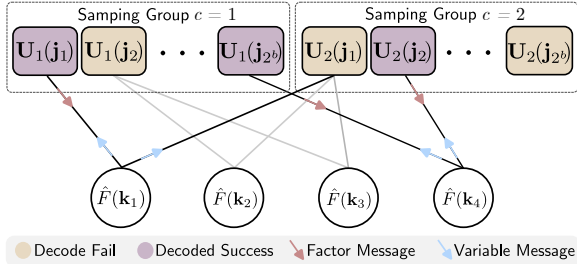 Samping Group c = 1
Samping Group c = 2
U₁(j₁) U₁(j₂) · · · U₁(j₂ᵇ) U₂(j₁) U₂(j₂) · · · U₂(j₂ᵇ)
F̂(k₁) F̂(k₂) F̂(k₃) F̂(k₄)
Decode Fail Decoded Success Factor Message Variable Message